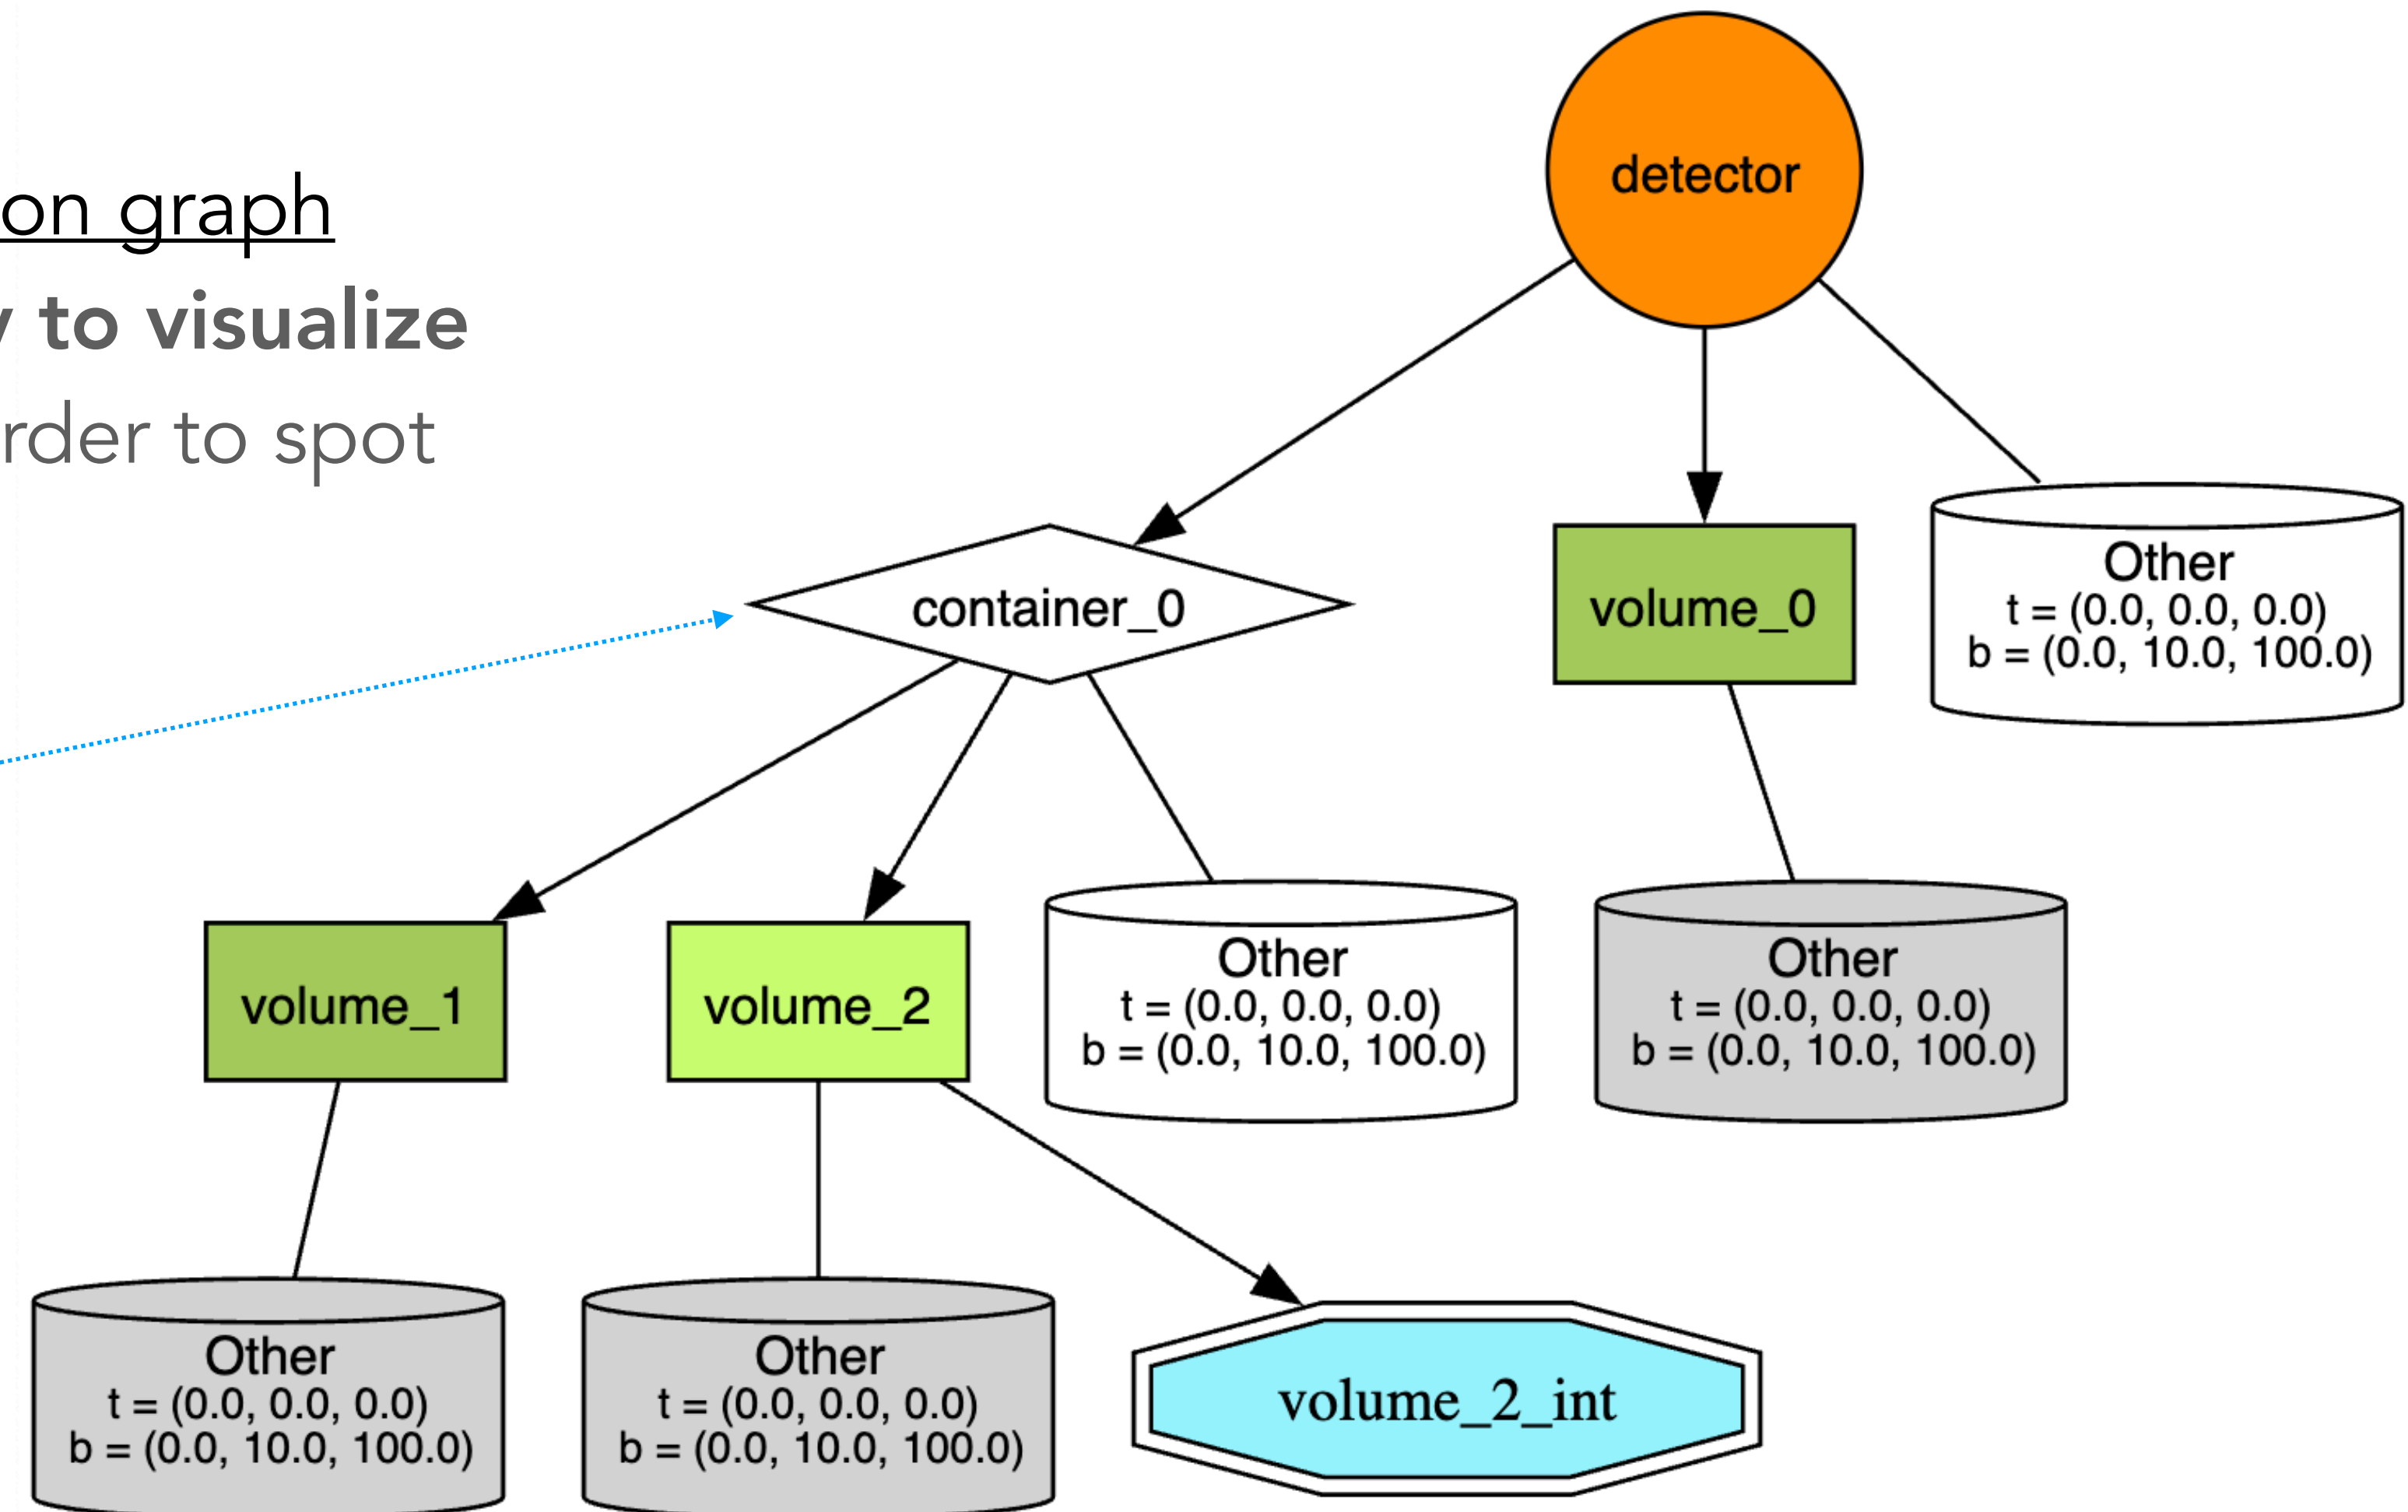 on graph
to visualize
rder to spot
detector
container_0
volume_0
Other
t = (0.0, 0.0, 0.0)
b = (0.0, 10.0, 100.0)
volume_1
volume_2
Other
t = (0.0, 0.0, 0.0)
b = (0.0, 10.0, 100.0)
Other
t = (0.0, 0.0, 0.0)
b = (0.0, 10.0, 100.0)
Other
t = (0.0, 0.0, 0.0)
b = (0.0, 10.0, 100.0)
Other
t = (0.0, 0.0, 0.0)
b = (0.0, 10.0, 100.0)
volume_2_int